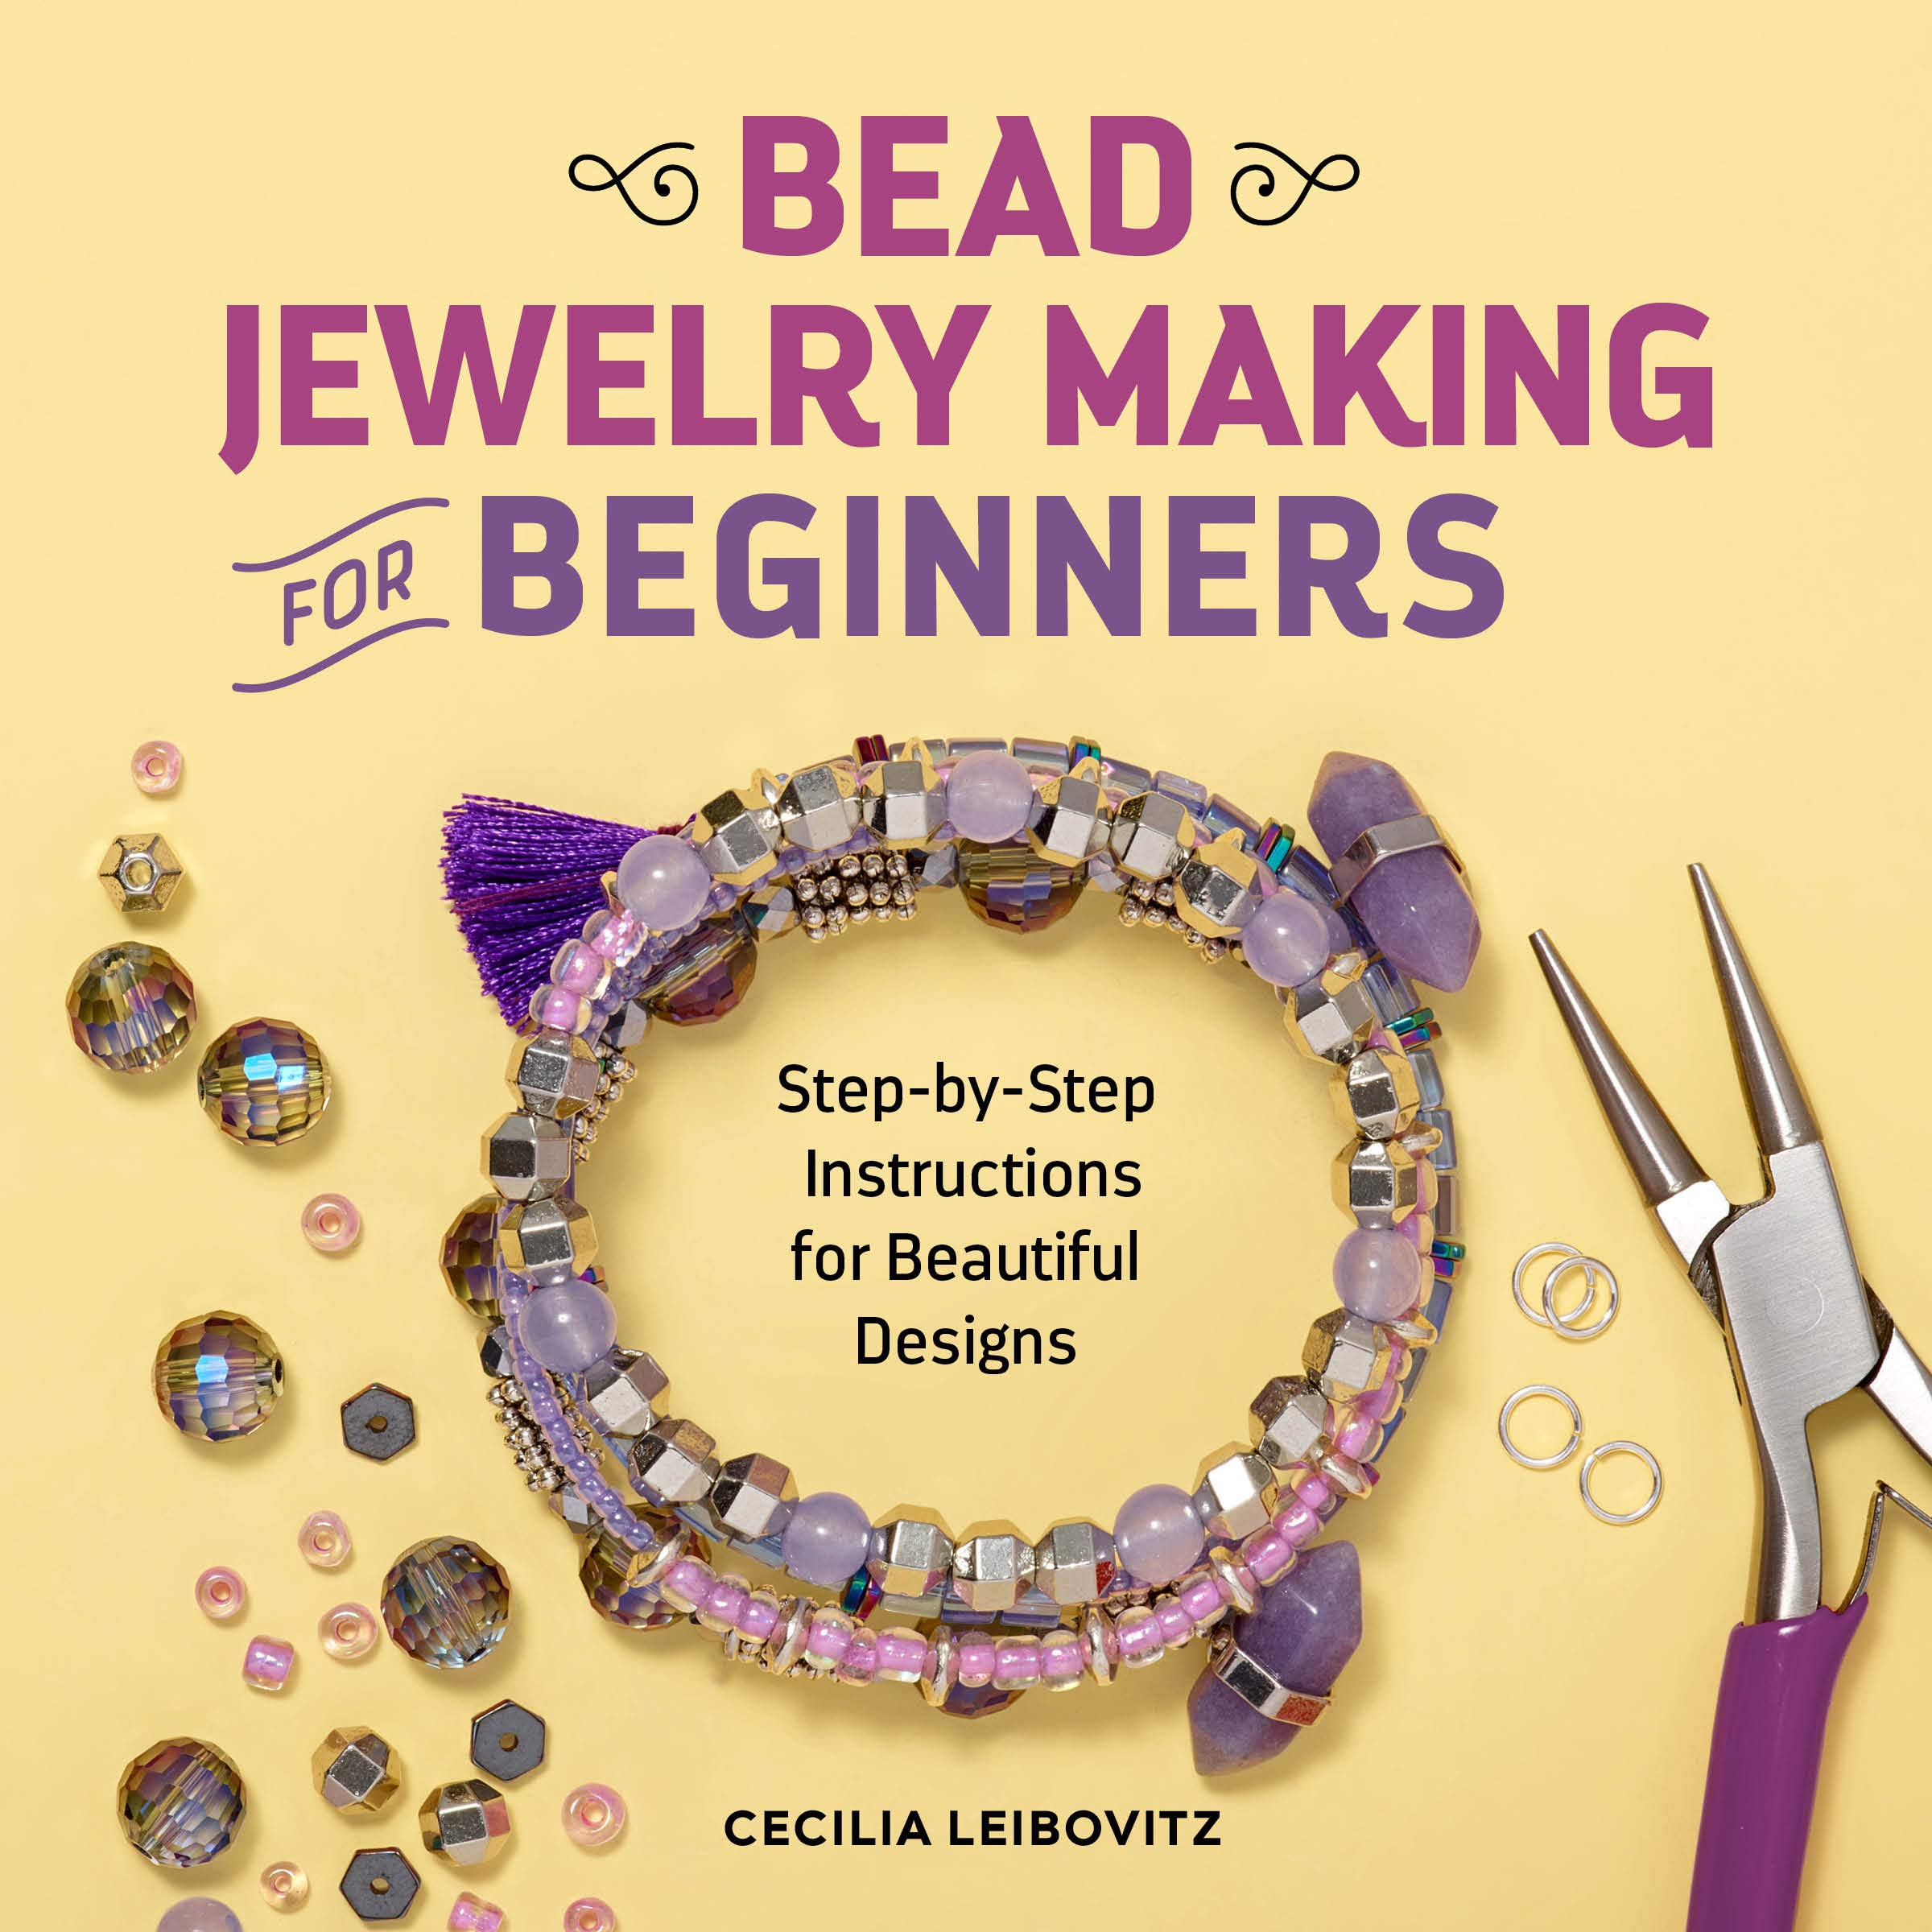 BEAD
JEWELRY MAKING
FOR BEGINNERS
Step-by-Step
Instructions
for Beautiful
Designs
CECILIA LEIBOVITZ